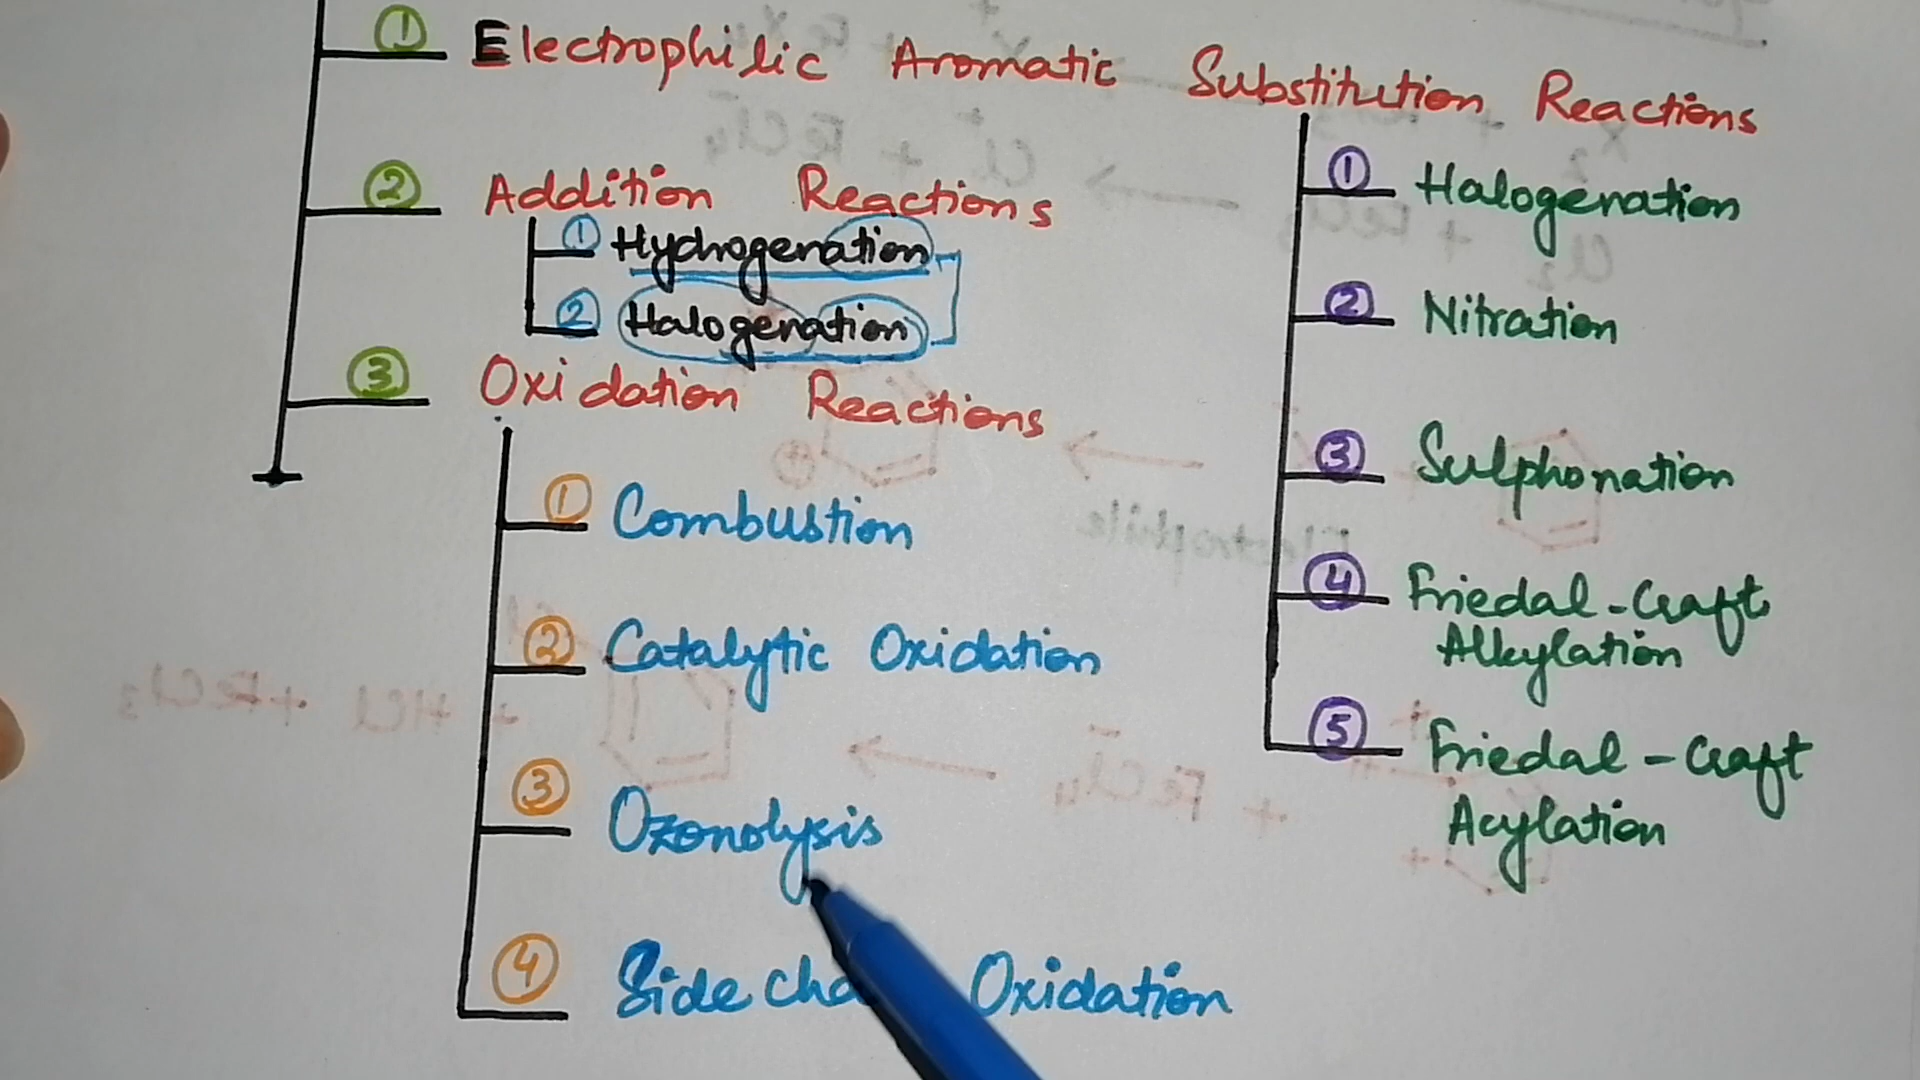 ① Electrophilic Aromatic Substitution Reactions
① Halogenation
② Nitration
③ Sulphonation
④ Friedal-Craft
Alkylation
⑤ Friedal-Craft
Acylation
② Addition Reactions
① Hydrogenation
② Halogenation
③ Oxidation Reactions
① Combustion
② Catalytic Oxidation
③ Ozonolysis
④ Side Oxidation